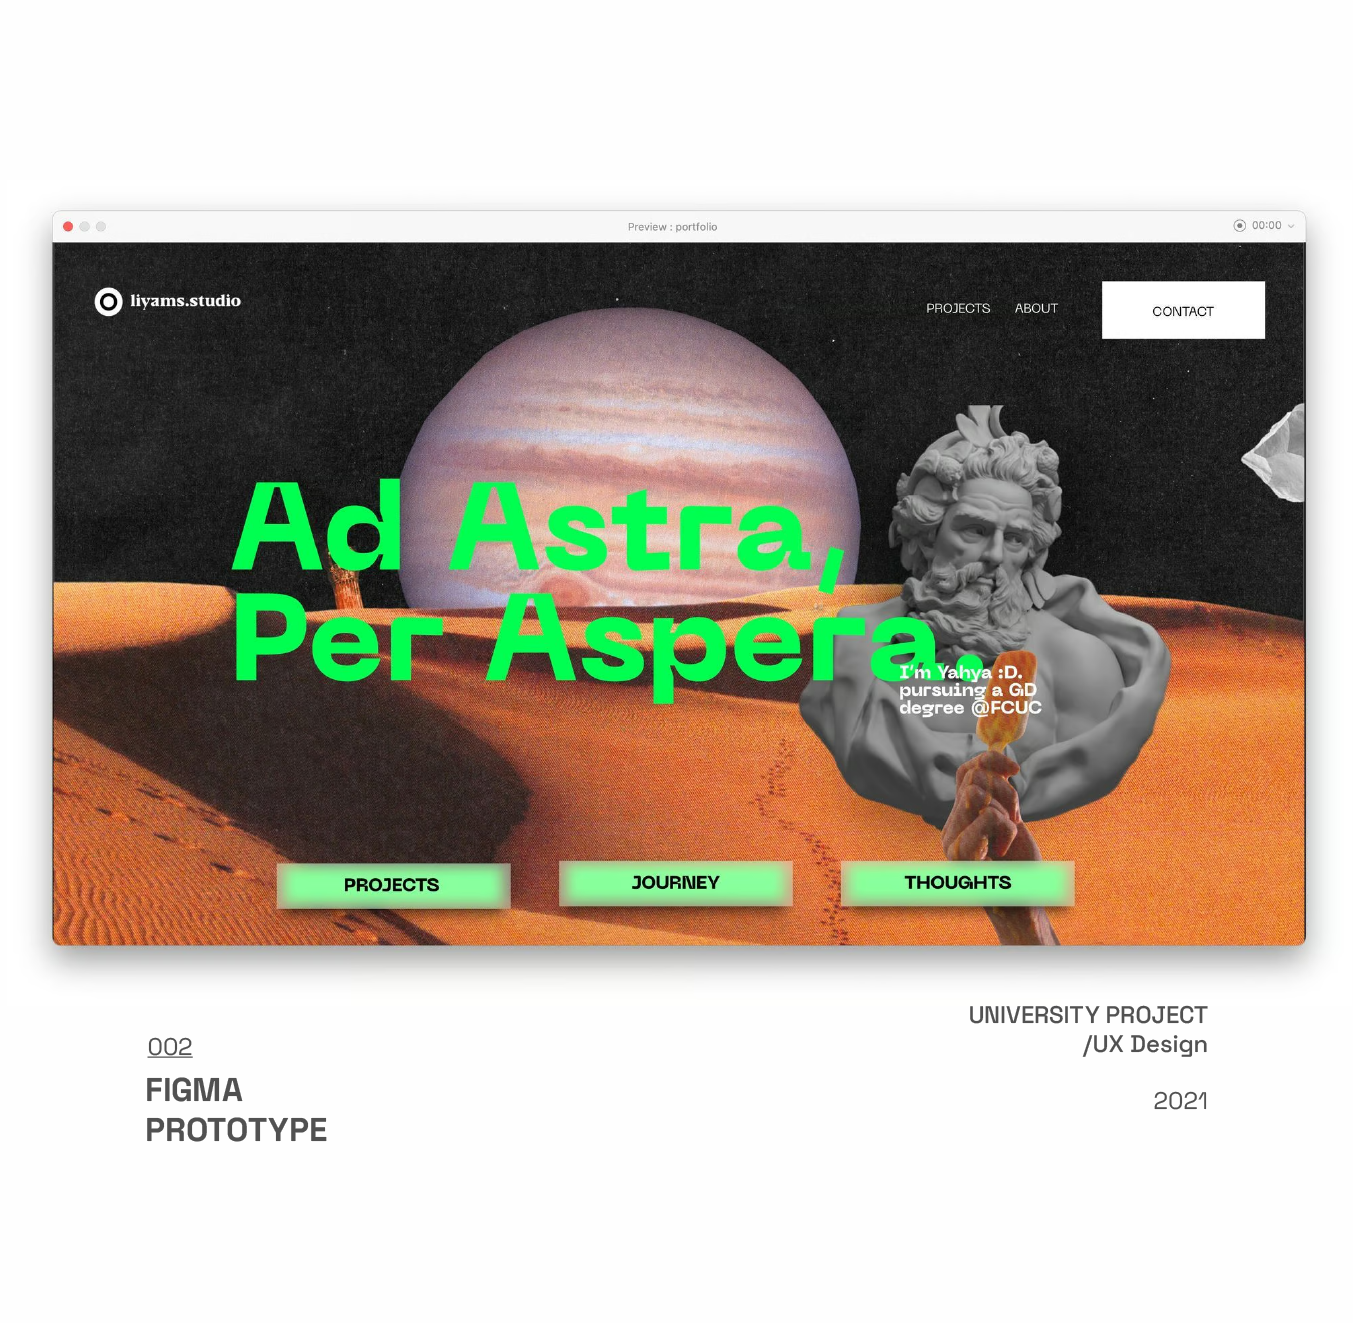 Preview : portfolio
00:00
liyams.studio
PROJECTS
ABOUT
CONTACT
Ad Astra,
Per Aspera.
I'm Yahya :D.
pursuing a GD
degree @FCUC
PROJECTS
JOURNEY
THOUGHTS
UNIVERSITY PROJECT
/UX Design
2021
002
FIGMA
PROTOTYPE